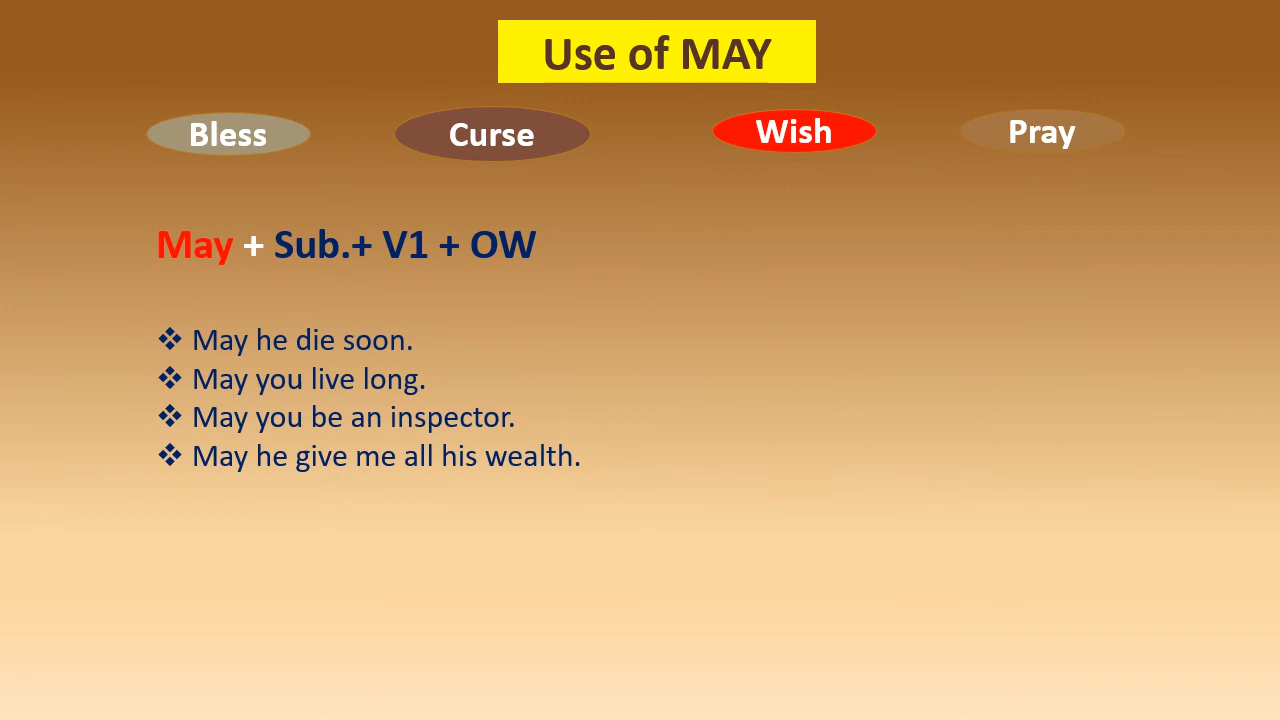 Use of MAY
Bless Curse Wish Pray
May + Sub.+ V1 + OW
❖ May he die soon.
❖ May you live long.
❖ May you be an inspector.
❖ May he give me all his wealth.